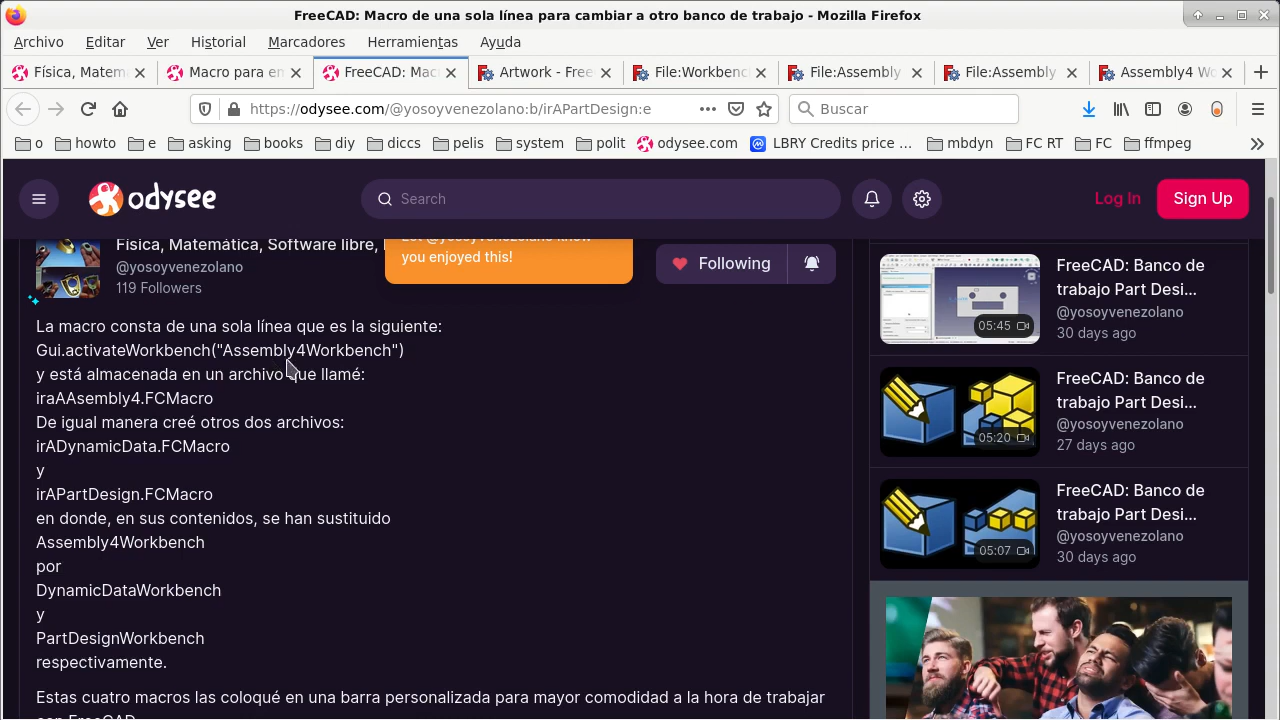 FreeCAD: Macro de una sola línea para cambiar a otro banco de trabajo - Mozilla Firefox
Archivo Editar Ver Historial Marcadores Herramientas Ayuda
Física, Matem Macro para en FreeCAD: Mac Artwork - Free File:Workbenc File:Assembly File:Assembly Assembly4 Wo
https://odysee.com/@yosoyvenezolano:b/irAPartDesign:e Buscar
o howto e asking books diy diccs pelis system polit odysee.com LBRY Credits price ... mbdyn FC RT FC ffmpeg
odysee Search Log In Sign Up
Física, Matemática, Software libre,
@yosoyvenezolano
119 Followers
Let @yosoyvenezolano know
you enjoyed this!
Following
La macro consta de una sola línea que es la siguiente:
Gui.activateWorkbench("Assembly4Workbench")
y está almacenada en un archivo que llamé:
iraAAsembly4.FCMacro
De igual manera creé otros dos archivos:
irADynamicData.FCMacro
y
irAPartDesign.FCMacro
en donde, en sus contenidos, se han sustituido
Assembly4Workbench
por
DynamicDataWorkbench
y
PartDesignWorkbench
respectivamente.
Estas cuatro macros las coloqué en una barra personalizada para mayor comodidad a la hora de trabajar
con FreeCAD
05:45
FreeCAD: Banco de
trabajo Part Desi...
@yosoyvenezolano
30 days ago
05:20
FreeCAD: Banco de
trabajo Part Desi...
@yosoyvenezolano
27 days ago
05:07
FreeCAD: Banco de
trabajo Part Desi...
@yosoyvenezolano
30 days ago